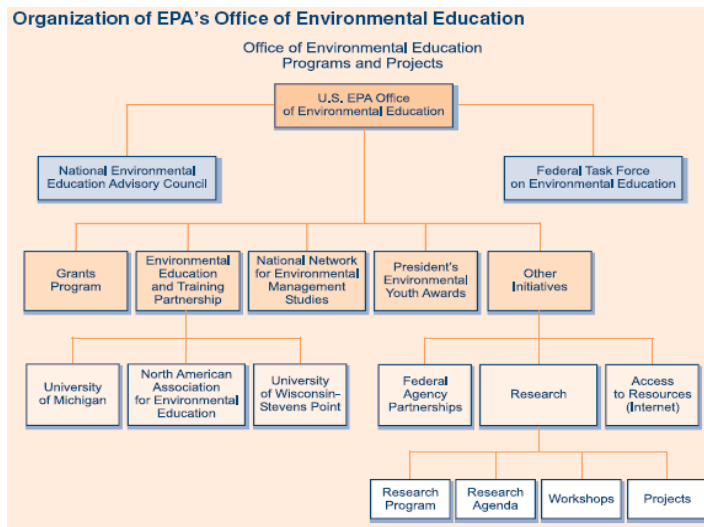 Organization of EPA's Office of Environmental Education
Office of Environmental Education
Programs and Projects
U.S. EPA Office
of Environmental Education
National Environmental
Education Advisory Council
Federal Task Force
on Environmental Education
Grants
Program
Environmental
Education
and Training
Partnership
National Network
for Environmental
Management
Studies
President's
Environmental
Youth Awards
Other
Initiatives
University
of Michigan
North American
Association
for Environmental
Education
University
of Wisconsin-
Stevens Point
Federal
Agency
Partnerships
Research
Access
to Resources
(Internet)
Research
Program
Research
Agenda
Workshops
Projects